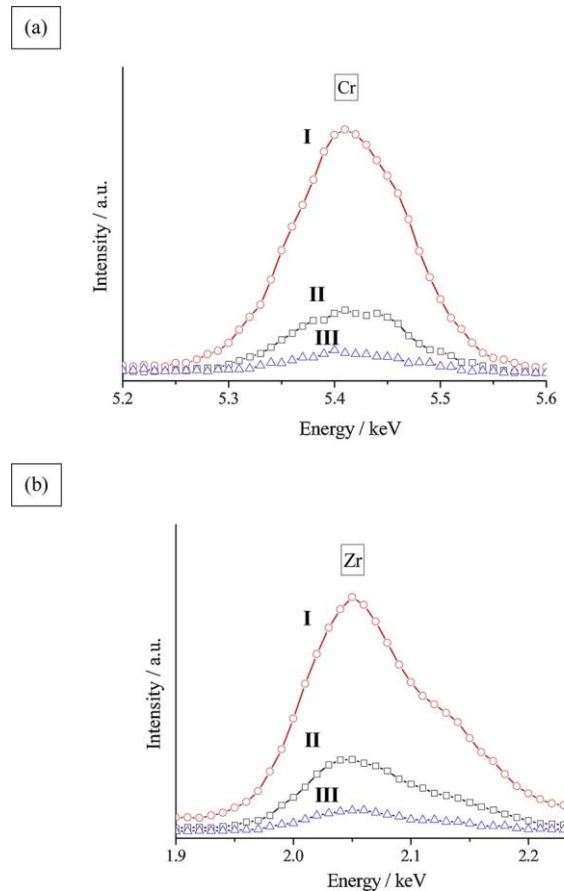 (a)
Cr
I
II
III
Intensity / a.u.
5.2 5.3 5.4 5.5 5.6
Energy / keV
(b)
Zr
I
II
III
Intensity / a.u.
1.9 2.0 2.1 2.2
Energy / keV